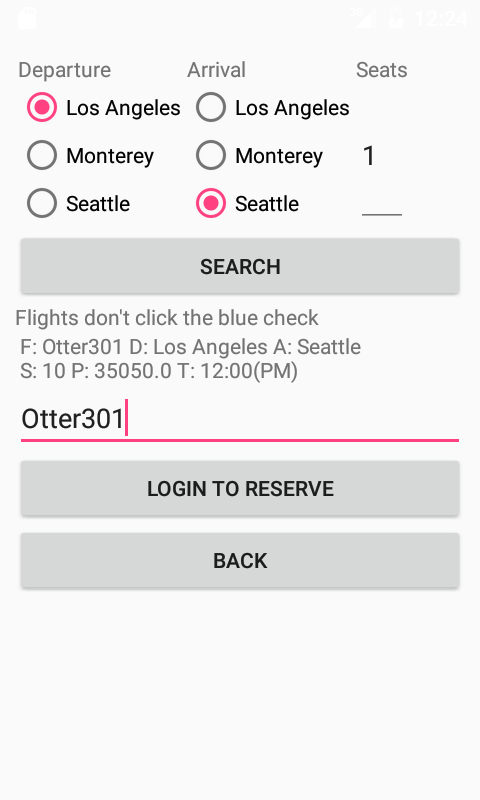 12:24
Departure Arrival Seats
Los Angeles Los Angeles
Monterey Monterey 1
Seattle Seattle
SEARCH
Flights don't click the blue check
F: Otter301 D: Los Angeles A: Seattle
S: 10 P: 35050.0 T: 12:00(PM)
Otter301
LOGIN TO RESERVE
BACK